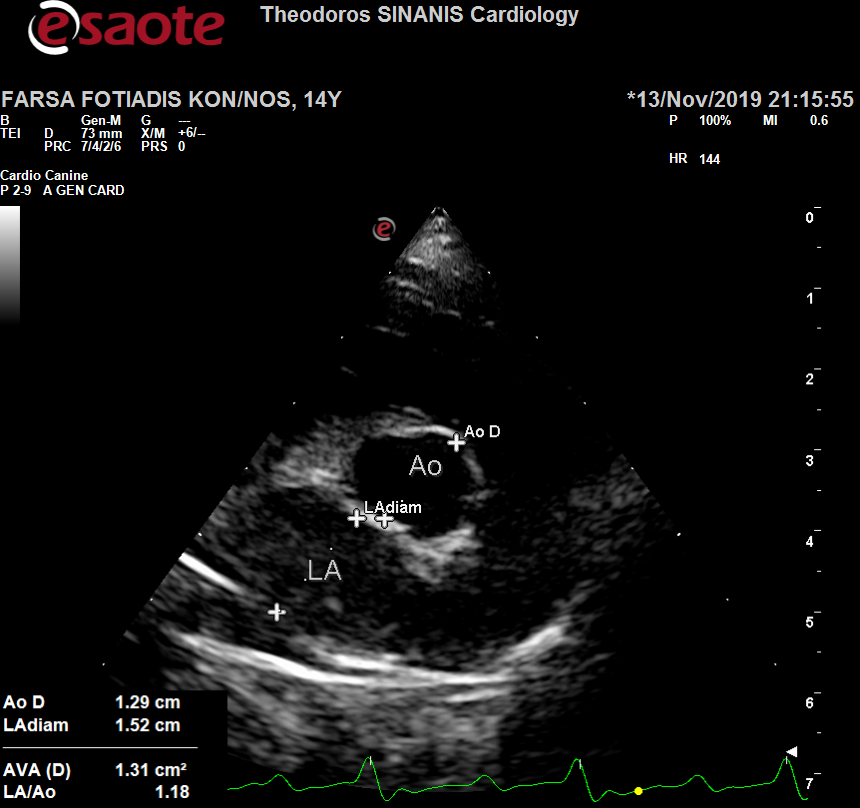 esaote
Theodoros SINANIS Cardiology
FARSA FOTIADIS KON/NOS, 14Y
*13/Nov/2019 21:15:55
B Gen-M G ---
TEI D 73 mm X/M +6/--
PRC 7/4/2/6 PRS 0
P 100% MI 0.6
HR 144
Cardio Canine
P 2-9 A GEN CARD
e
0
1
2
3
4
5
6
7
Ao D
Ao
LAdiam
LA
Ao D 1.29 cm
LAdiam 1.52 cm
AVA (D) 1.31 cm²
LA/Ao 1.18